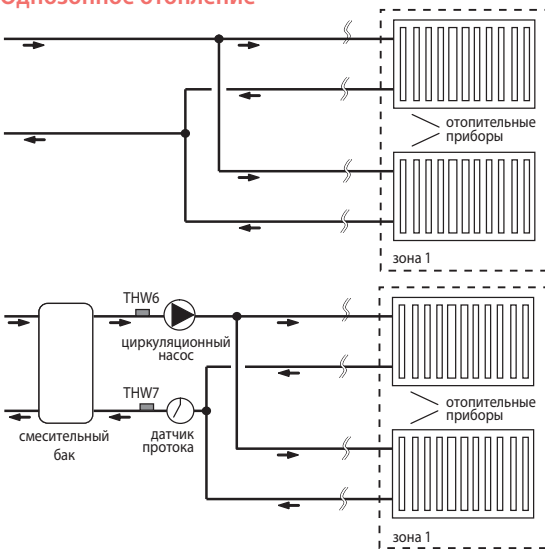 Однозонное отопление
отопительные
приборы
зона 1
THW6
циркуляционный
насос
THW7
смесительный
бак
датчик
протока
отопительные
приборы
зона 1